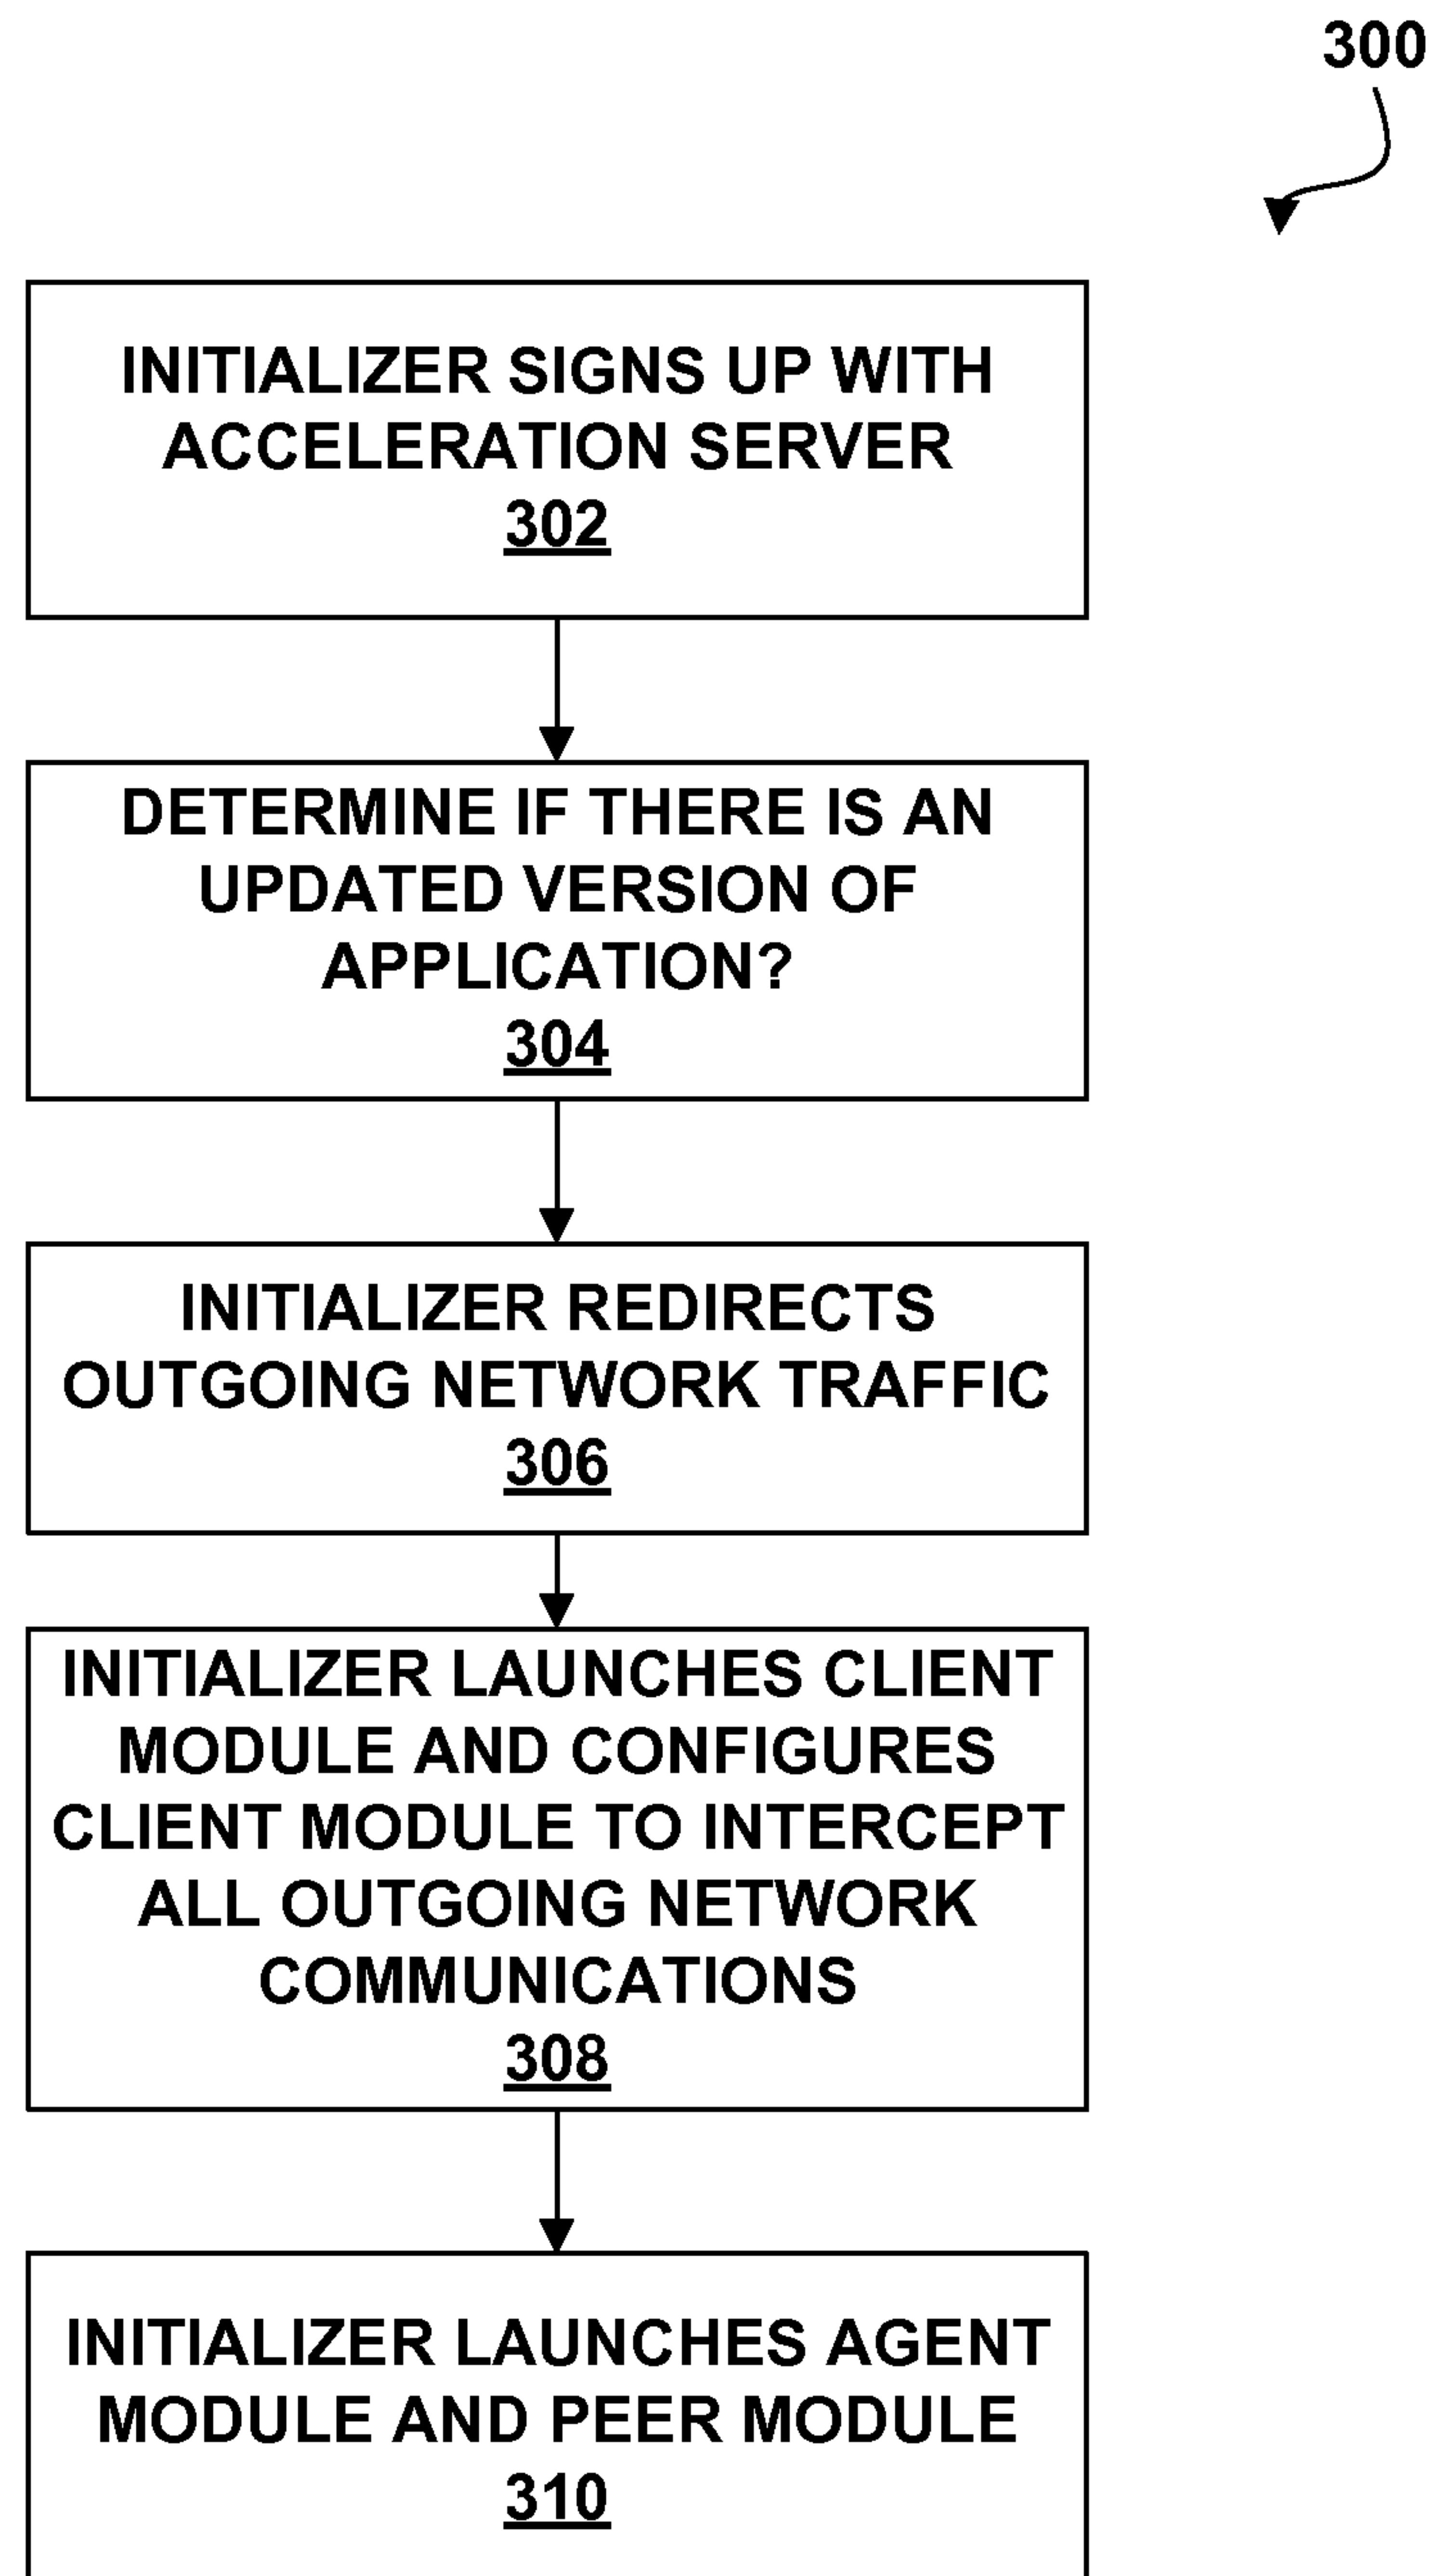 300
INITIALIZER SIGNS UP WITH
ACCELERATION SERVER
302
DETERMINE IF THERE IS AN
UPDATED VERSION OF
APPLICATION?
304
INITIALIZER REDIRECTS
OUTGOING NETWORK TRAFFIC
306
INITIALIZER LAUNCHES CLIENT
MODULE AND CONFIGURES
CLIENT MODULE TO INTERCEPT
ALL OUTGOING NETWORK
COMMUNICATIONS
308
INITIALIZER LAUNCHES AGENT
MODULE AND PEER MODULE
310